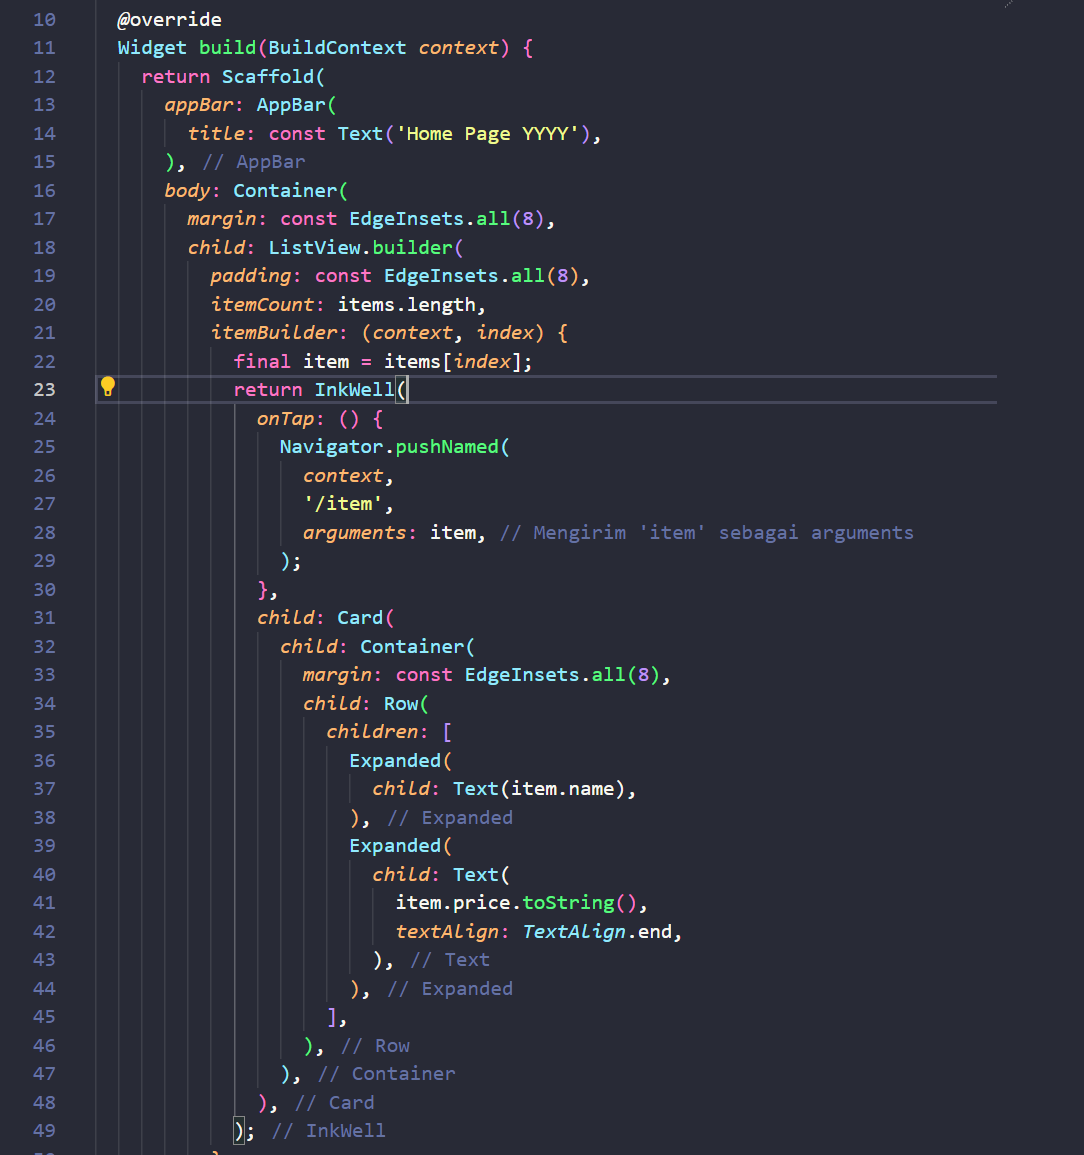 10 @override
11 Widget build(BuildContext context) {
12 return Scaffold(
13 appBar: AppBar(
14 title: const Text('Home Page YYYY'),
15 ), // AppBar
16 body: Container(
17 margin: const EdgeInsets.all(8),
18 child: ListView.builder(
19 padding: const EdgeInsets.all(8),
20 itemCount: items.length,
21 itemBuilder: (context, index) {
22 final item = items[index];
23 return InkWell(
24 onTap: () {
25 Navigator.pushNamed(
26 context,
27 '/item',
28 arguments: item, // Mengirim 'item' sebagai arguments
29 );
30 },
31 child: Card(
32 child: Container(
33 margin: const EdgeInsets.all(8),
34 child: Row(
35 children: [
36 Expanded(
37 child: Text(item.name),
38 ), // Expanded
39 Expanded(
40 child: Text(
41 item.price.toString(),
42 textAlign: TextAlign.end,
43 ), // Text
44 ), // Expanded
45 ],
46 ), // Row
47 ), // Container
48 ), // Card
49 ); // InkWell